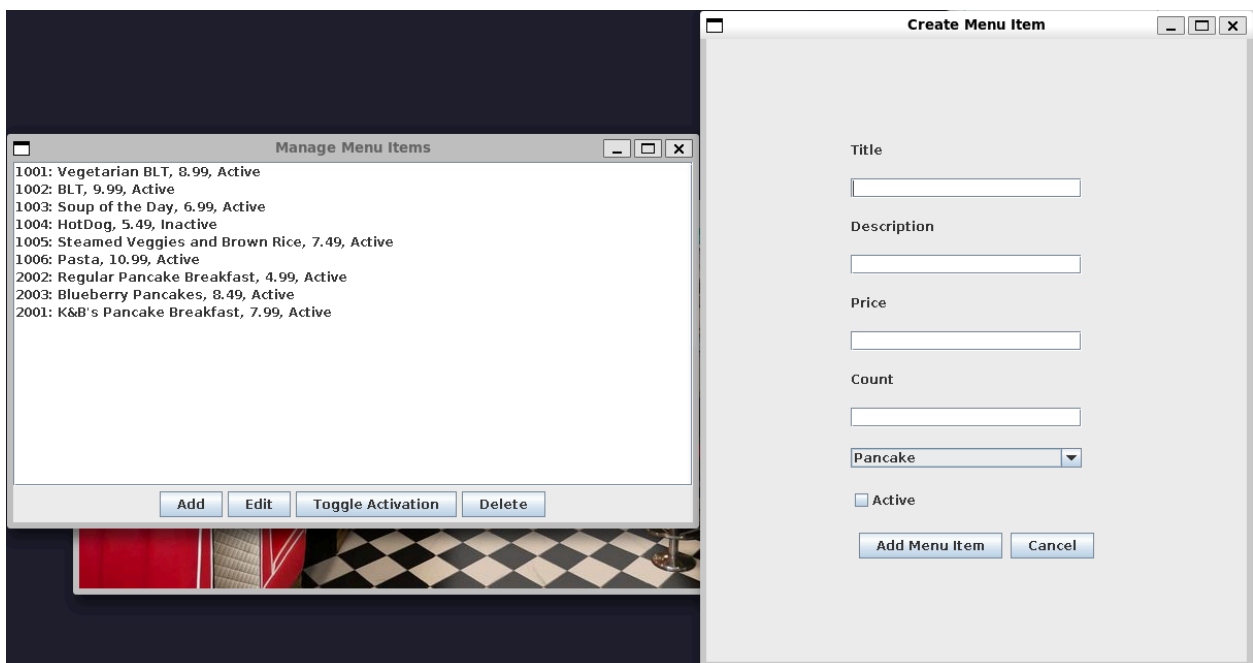 Manage Menu Items
1001: Vegetarian BLT, 8.99, Active
1002: BLT, 9.99, Active
1003: Soup of the Day, 6.99, Active
1004: HotDog, 5.49, Inactive
1005: Steamed Veggies and Brown Rice, 7.49, Active
1006: Pasta, 10.99, Active
2002: Regular Pancake Breakfast, 4.99, Active
2003: Blueberry Pancakes, 8.49, Active
2001: K&B's Pancake Breakfast, 7.99, Active
Add Edit Toggle Activation Delete
Create Menu Item
Title
Description
Price
Count
Pancake
Active
Add Menu Item Cancel